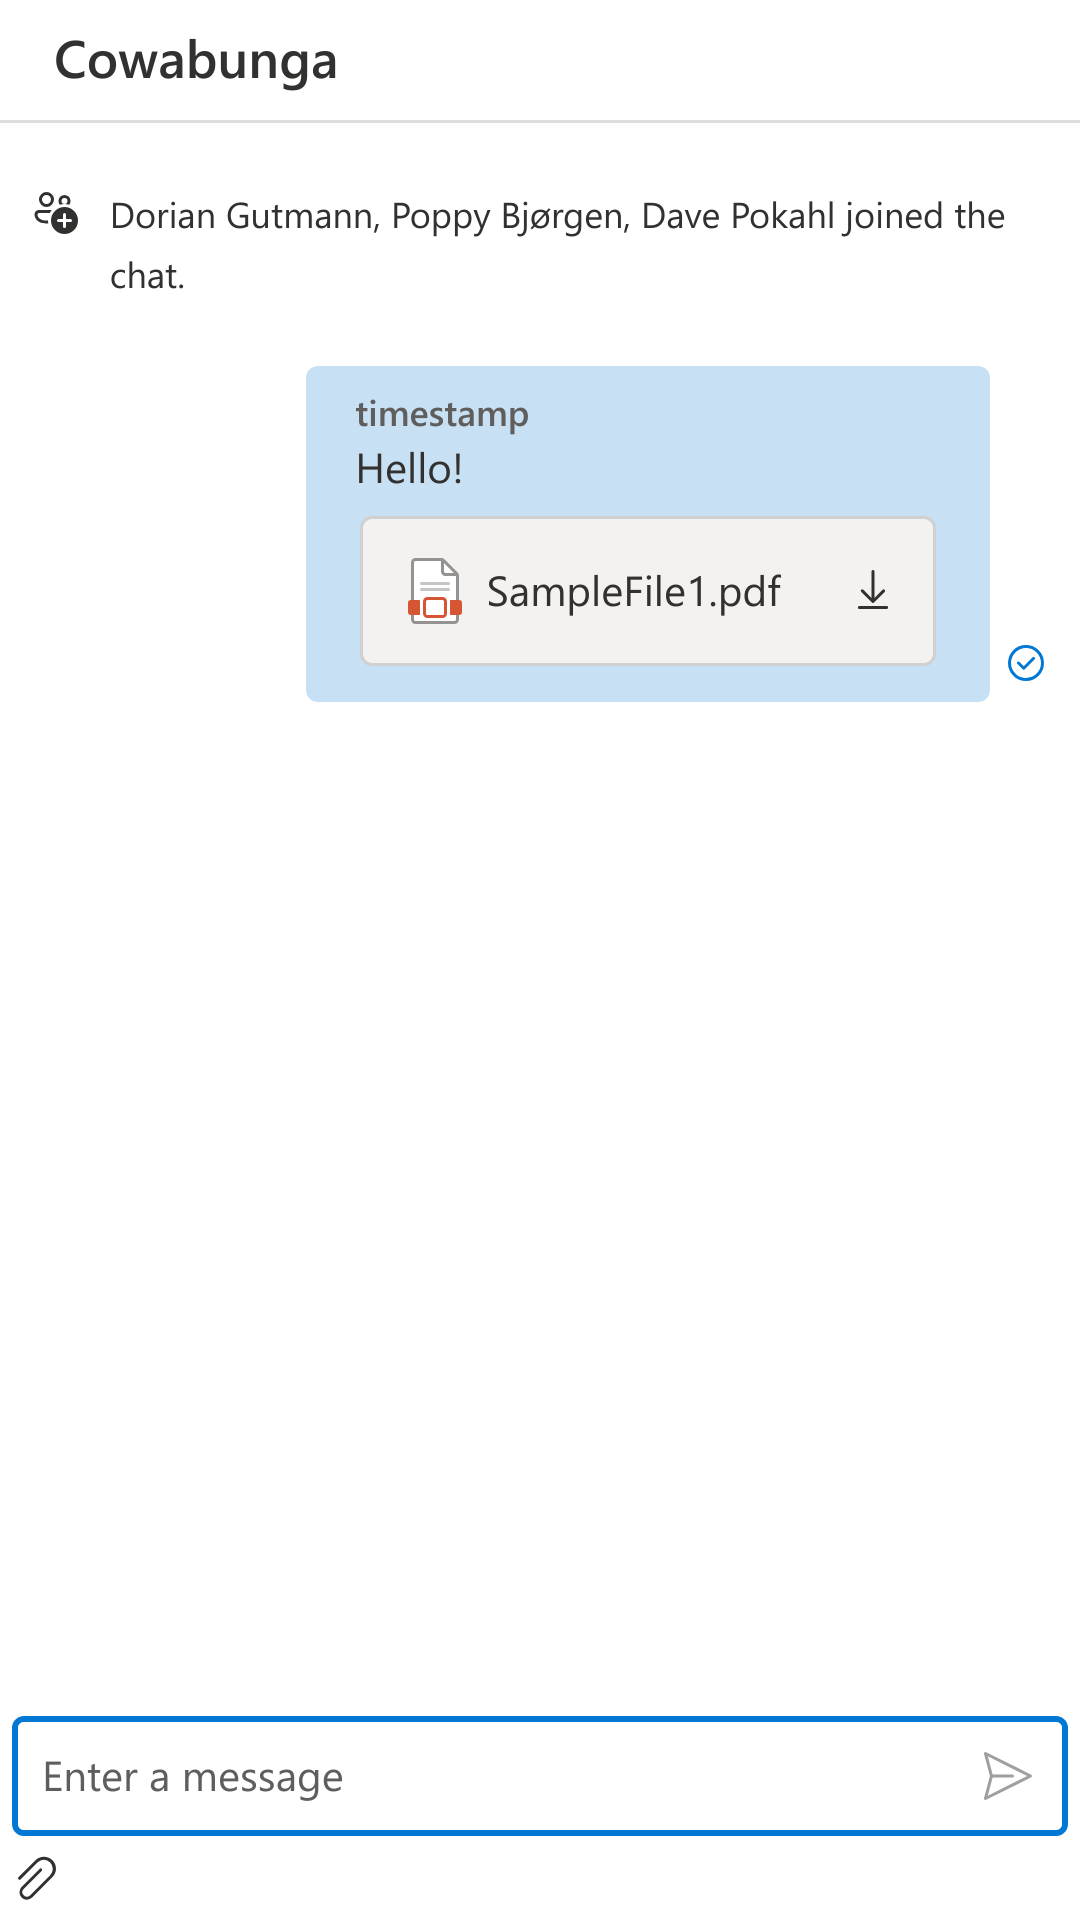 Cowabunga
Dorian Gutmann, Poppy Bjørgen, Dave Pokahl joined the
chat.
timestamp
Hello!
SampleFile1.pdf
Enter a message